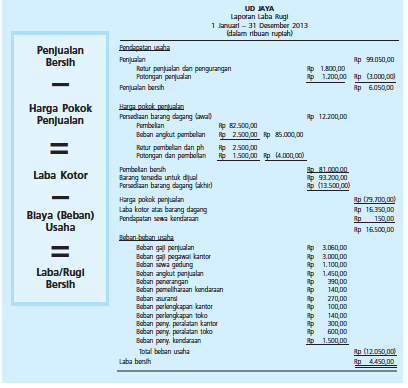 Penjualan
Bersih
Harga Pokok
Penjualan
Laba Kotor
Biaya (Beban)
Usaha
Laba/Rugi
Bersih
UD JAYA
Laporan Laba Rugi
1 Januari – 31 Desember 2013
(dalam ribuan rupiah)
Pendapatan usaha
Penjualan Rp 99.050,00
Retur penjualan dan pengurangan Rp 1.800,00
Potongan penjualan Rp 1.200,00 Rp (3.000,00)
Penjualan bersih Rp 6.050,00
Harga pokok penjualan
Persediaan barang dagang (awal) Rp 12.200,00
Pembelian Rp 82.500,00
Beban angkut pembelian Rp 2.500,00 Rp 85.000,00
Retur pembelian dan ph Rp 2.500,00
Potongan dan pembelian Rp 1.500,00 Rp (4.000,00)
Pembelian bersih Rp 81.000,00
Barang tersedia untuk dijual Rp 93.200,00
Persediaan barang dagang (akhir) Rp (13.500,00)
Harga pokok penjualan Rp (79.700,00)
Laba kotor atas barang dagang Rp 16.350,00
Pendapatan sewa kendaraan Rp 150,00
Rp 16.500,00
Beban-beban usaha
Beban gaji penjualan Rp 3.060,00
Beban gaji pegawai kantor Rp 3.000,00
Beban sewa gedung Rp 1.100,00
Beban angkut penjualan Rp 1.450,00
Beban penerangan Rp 390,00
Beban pemeliharaan kendaraan Rp 140,00
Beban asuransi Rp 270,00
Beban perlengkapan kantor Rp 100,00
Beban perlengkapan toko Rp 140,00
Beban peny. peralatan kantor Rp 300,00
Beban peny. peralatan toko Rp 600,00
Beban peny. kendaraan Rp 1.500,00
Total beban usaha Rp (12.050,00)
Laba bersih Rp 4.450,00